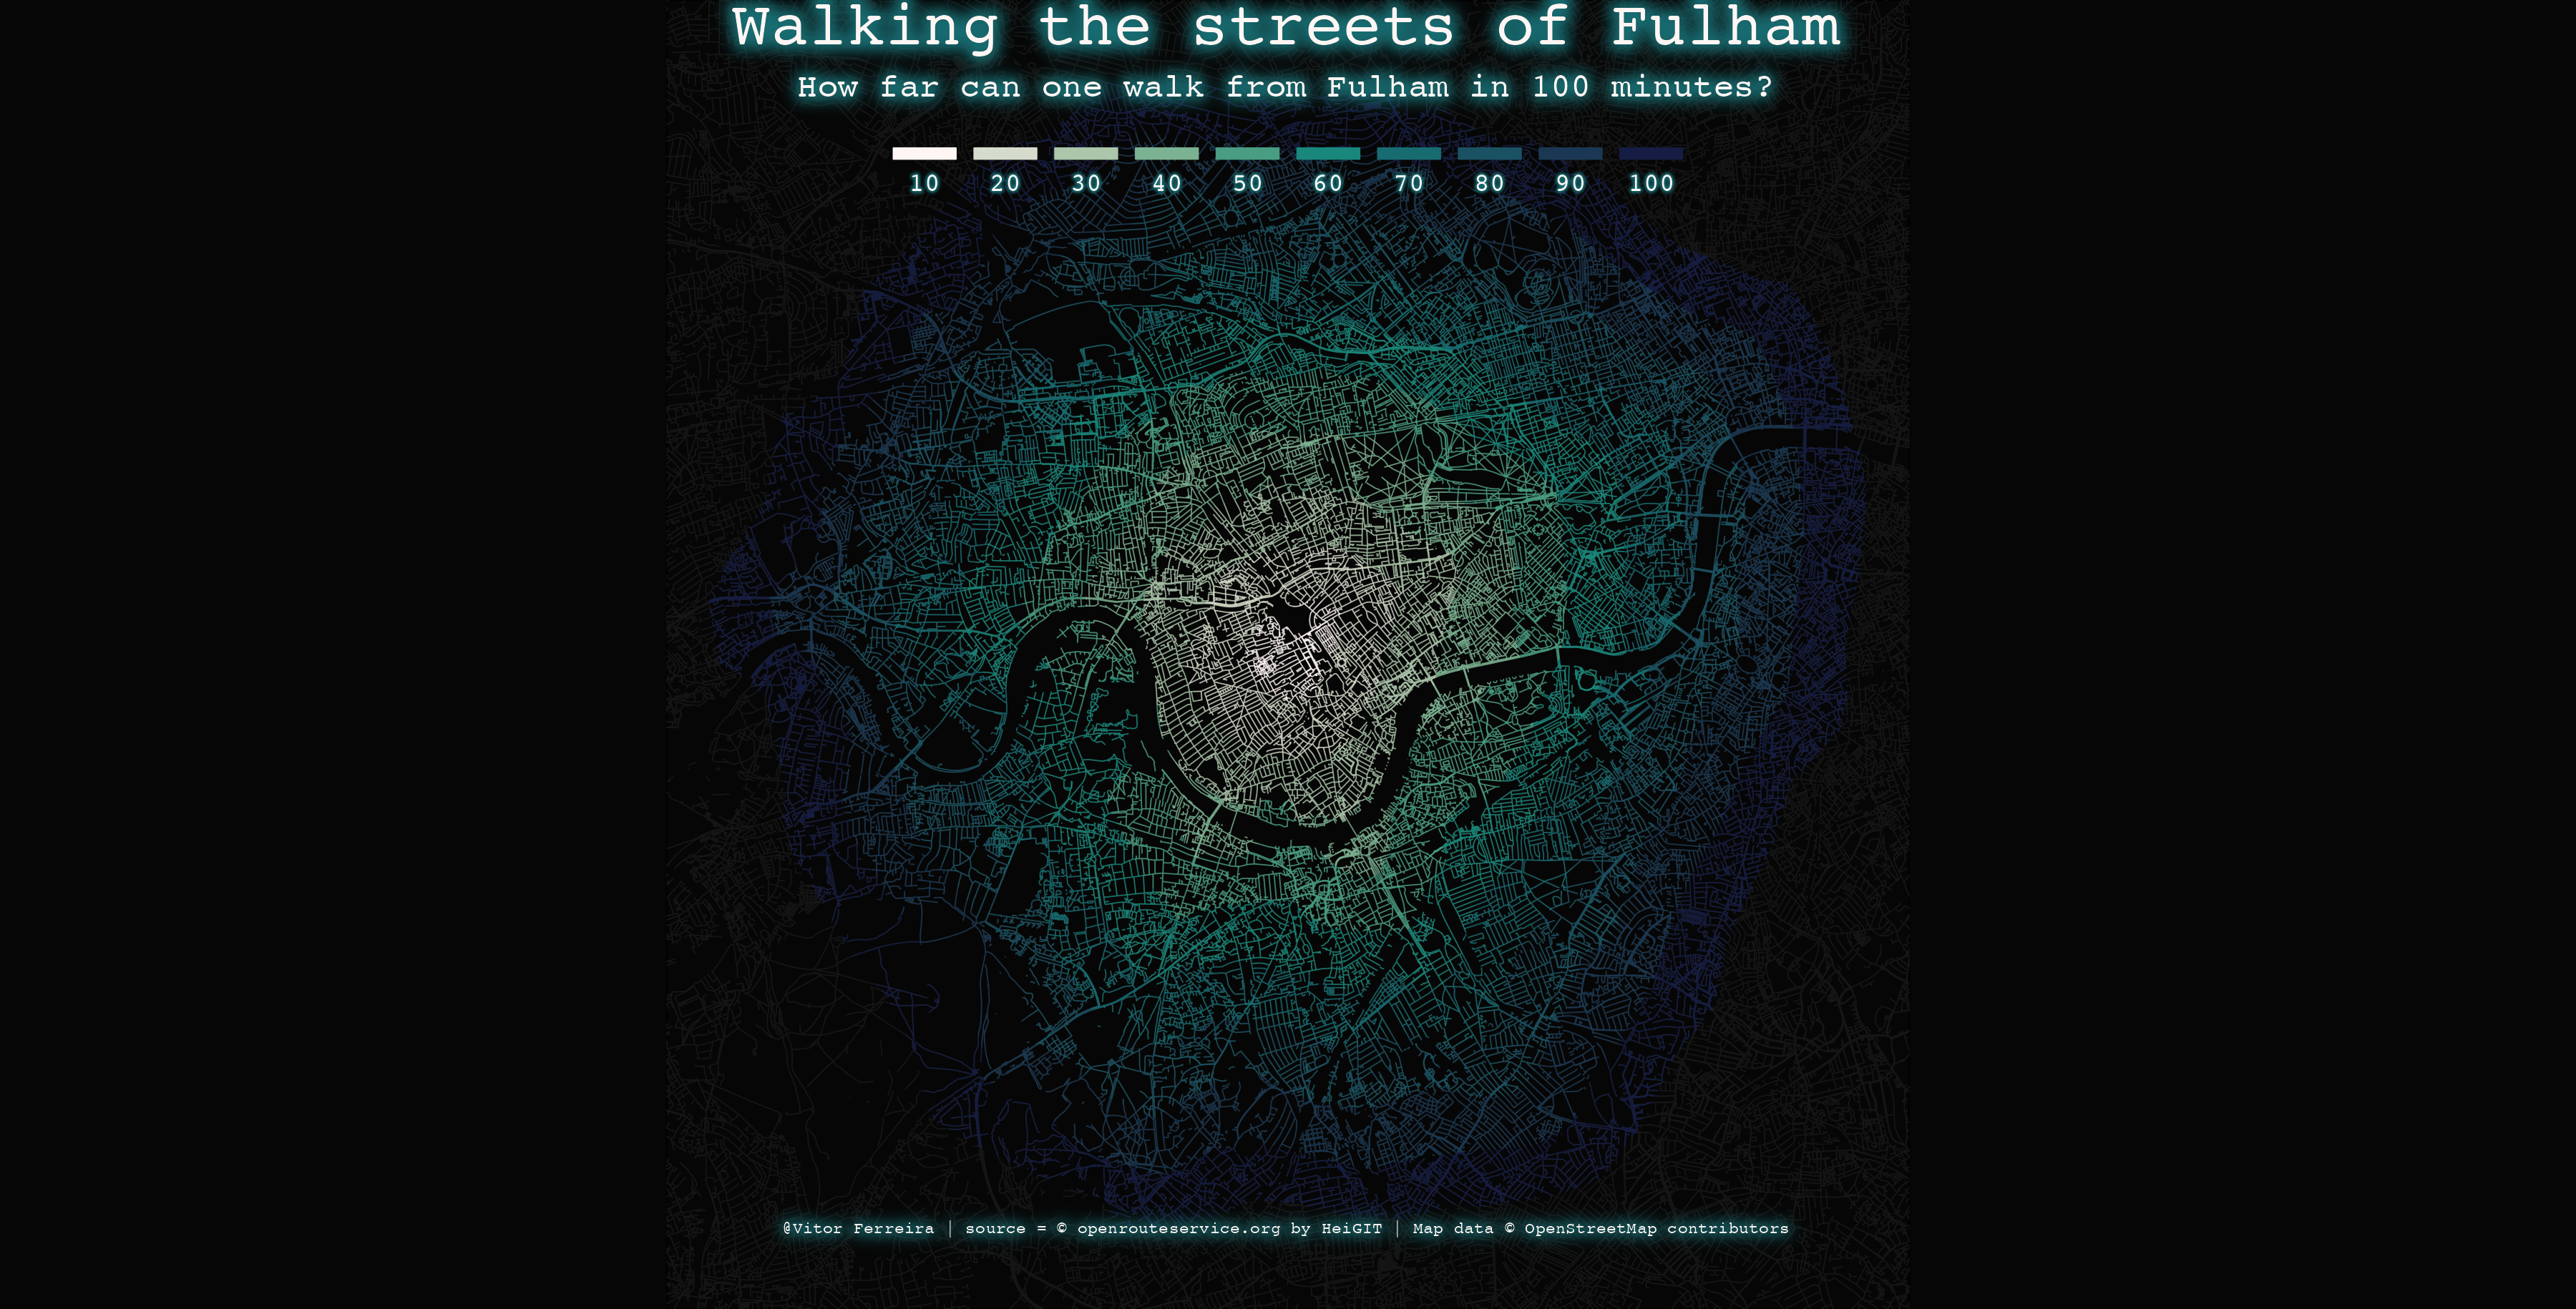 Walking the streets of Fulham
How far can one walk from Fulham in 100 minutes?
10 20 30 40 50 60 70 80 90 100
@Vitor Ferreira | source = © openrouteservice.org by HeiGIT | Map data © OpenStreetMap contributors